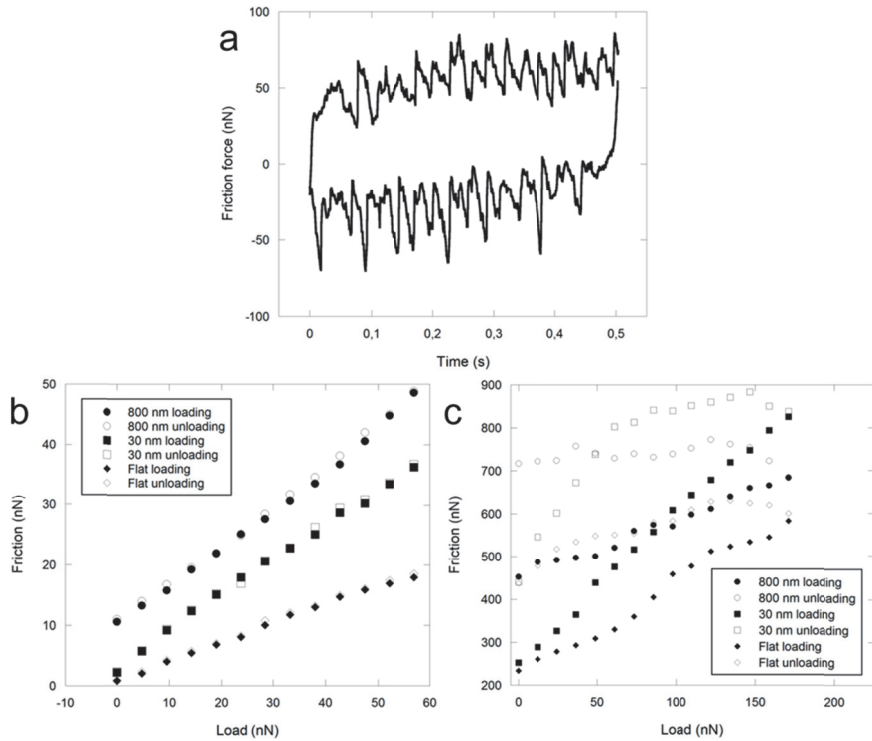 a
100
50
0
-50
-100
Friction force (nN)
0
0,1
0,2
0,3
0,4
0,5
Time (s)
b
50
40
30
20
10
0
Friction (nN)
800 nm loading
800 nm unloading
30 nm loading
30 nm unloading
Flat loading
Flat unloading
-10
0
10
20
30
40
50
60
Load (nN)
c
900
800
700
600
500
400
300
200
Friction (nN)
800 nm loading
800 nm unloading
30 nm loading
30 nm unloading
Flat loading
Flat unloading
0
50
100
150
200
Load (nN)